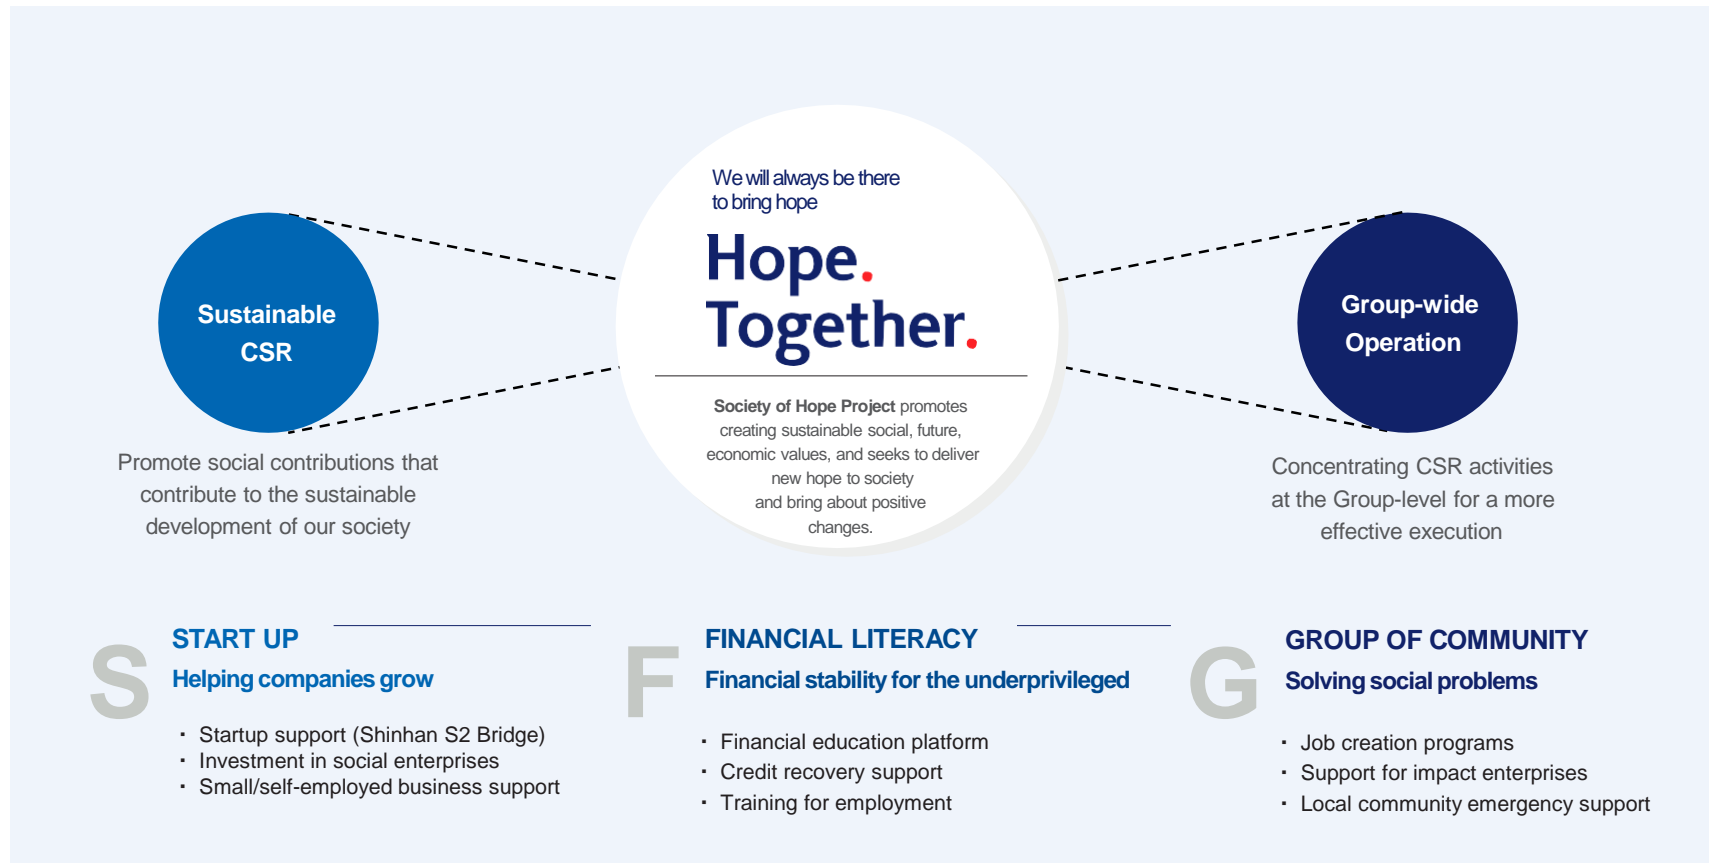 We will always be there
to bring hope
Hope.
Together.
Society of Hope Project promotes
creating sustainable social, future,
economic values, and seeks to deliver
new hope to society
and bring about positive
changes.
Sustainable
CSR
Promote social contributions that
contribute to the sustainable
development of our society
Group-wide
Operation
Concentrating CSR activities
at the Group-level for a more
effective execution
S
START UP
Helping companies grow
· Startup support (Shinhan S2 Bridge)
· Investment in social enterprises
· Small/self-employed business support
F
FINANCIAL LITERACY
Financial stability for the underprivileged
· Financial education platform
· Credit recovery support
· Training for employment
G
GROUP OF COMMUNITY
Solving social problems
· Job creation programs
· Support for impact enterprises
· Local community emergency support